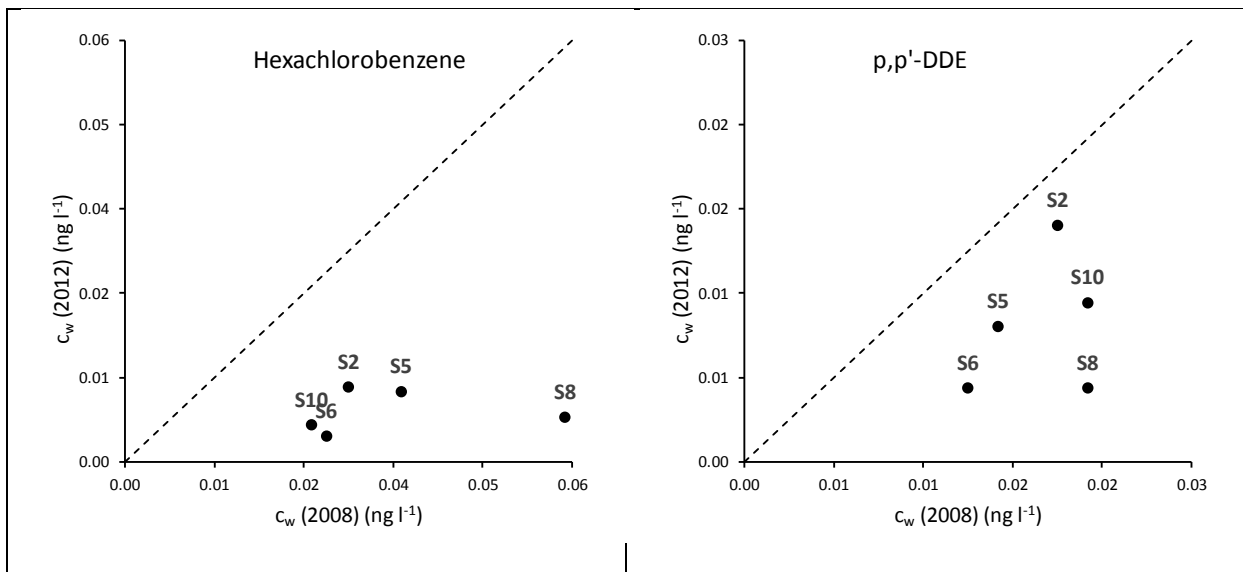 Hexachlorobenzene
0.06
0.05
0.04
0.02
0.01
0.00
c_w (2012) (ng l⁻¹)
S2
S5
S8
S10
S6
0.00 0.01 0.02 0.04 0.05 0.06
c_w (2008) (ng l⁻¹)
p,p'-DDE
0.03
0.02
0.02
0.01
0.01
0.00
c_w (2012) (ng l⁻¹)
S2
S10
S5
S6
S8
0.00 0.01 0.01 0.02 0.02 0.03
c_w (2008) (ng l⁻¹)